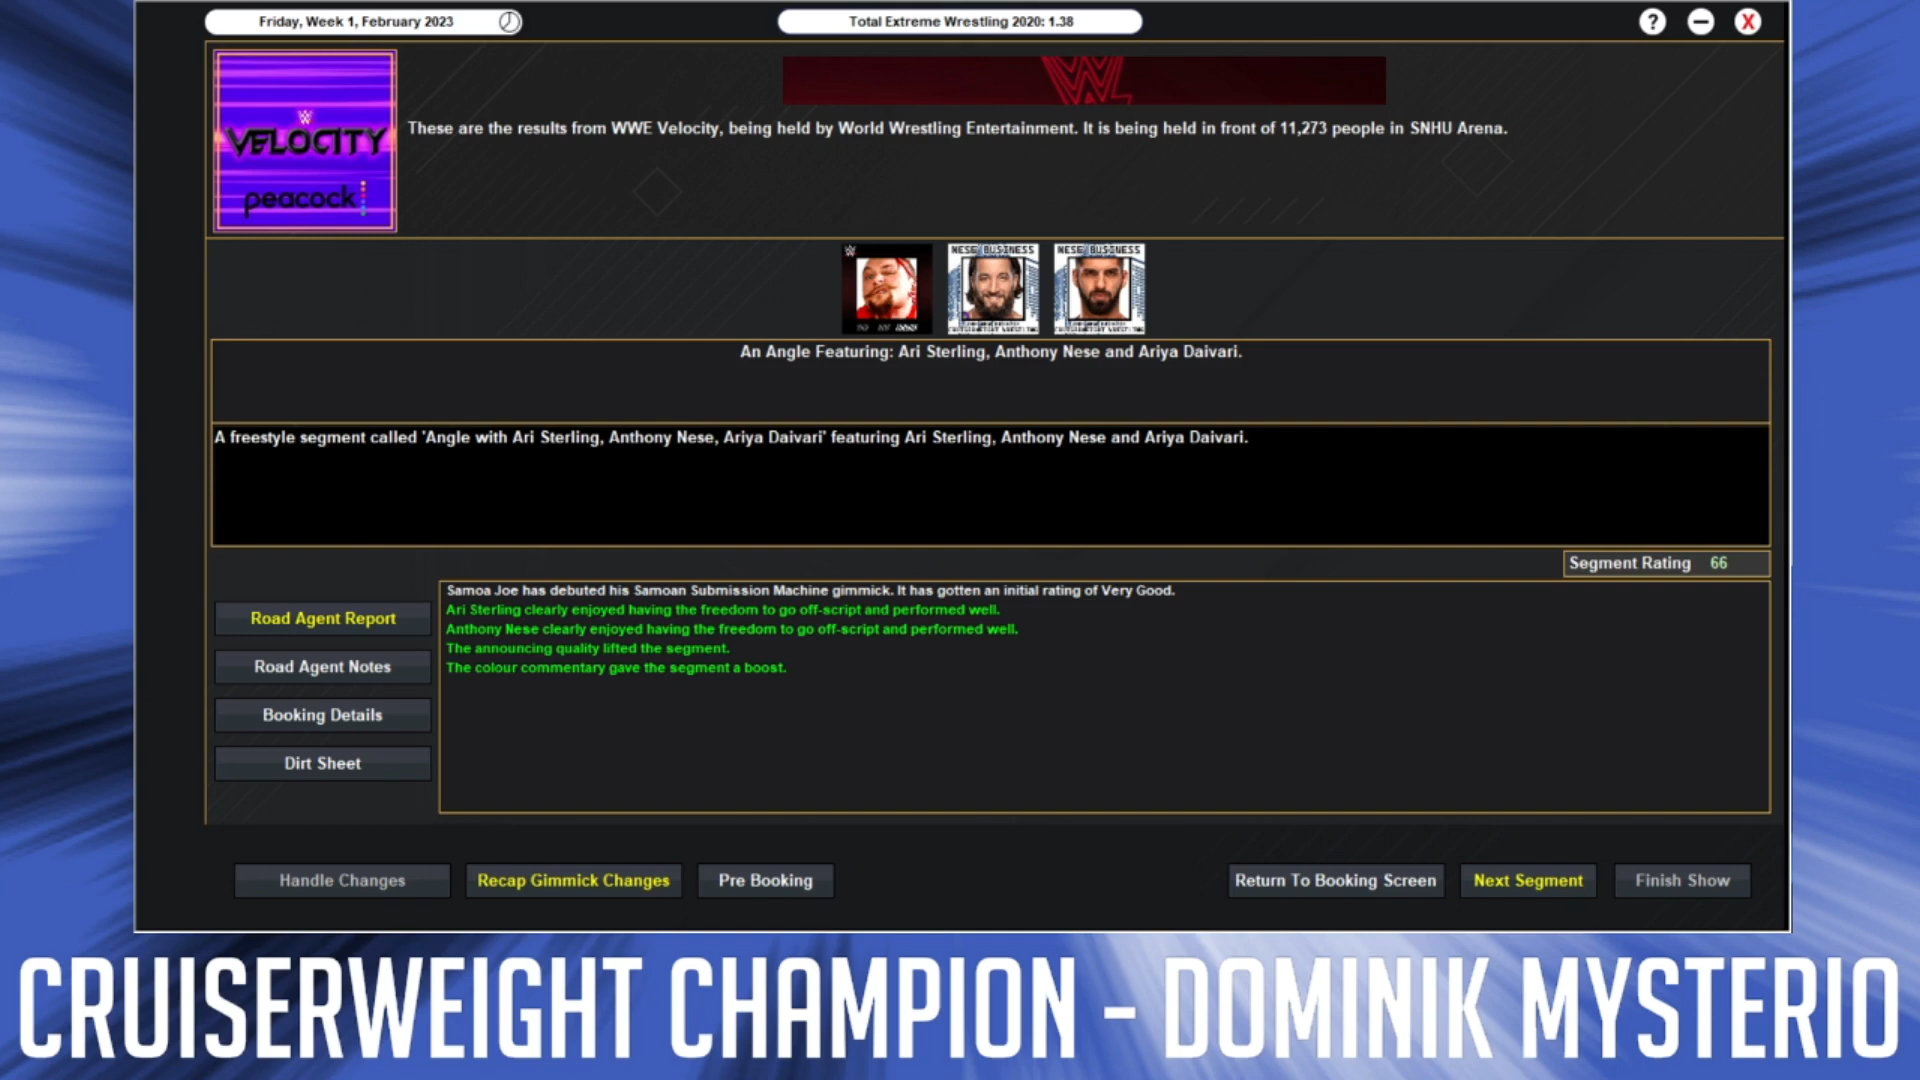 Friday, Week 1, February 2023
Total Extreme Wrestling 2020: 1.38
?
X
VELOCITY
peacock
These are the results from WWE Velocity, being held by World Wrestling Entertainment. It is being held in front of 11,273 people in SNHU Arena.
NESE BUSINESS
NESE BUSINESS
An Angle Featuring: Ari Sterling, Anthony Nese and Ariya Daivari.
A freestyle segment called 'Angle with Ari Sterling, Anthony Nese, Ariya Daivari' featuring Ari Sterling, Anthony Nese and Ariya Daivari.
Segment Rating 66
Road Agent Report
Road Agent Notes
Booking Details
Dirt Sheet
Samoa Joe has debuted his Samoan Submission Machine gimmick. It has gotten an initial rating of Very Good.
Ari Sterling clearly enjoyed having the freedom to go off-script and performed well.
Anthony Nese clearly enjoyed having the freedom to go off-script and performed well.
The announcing quality lifted the segment.
The colour commentary gave the segment a boost.
Handle Changes
Recap Gimmick Changes
Pre Booking
Return To Booking Screen
Next Segment
Finish Show
CRUISERWEIGHT CHAMPION - DOMINIK MYSTERIO